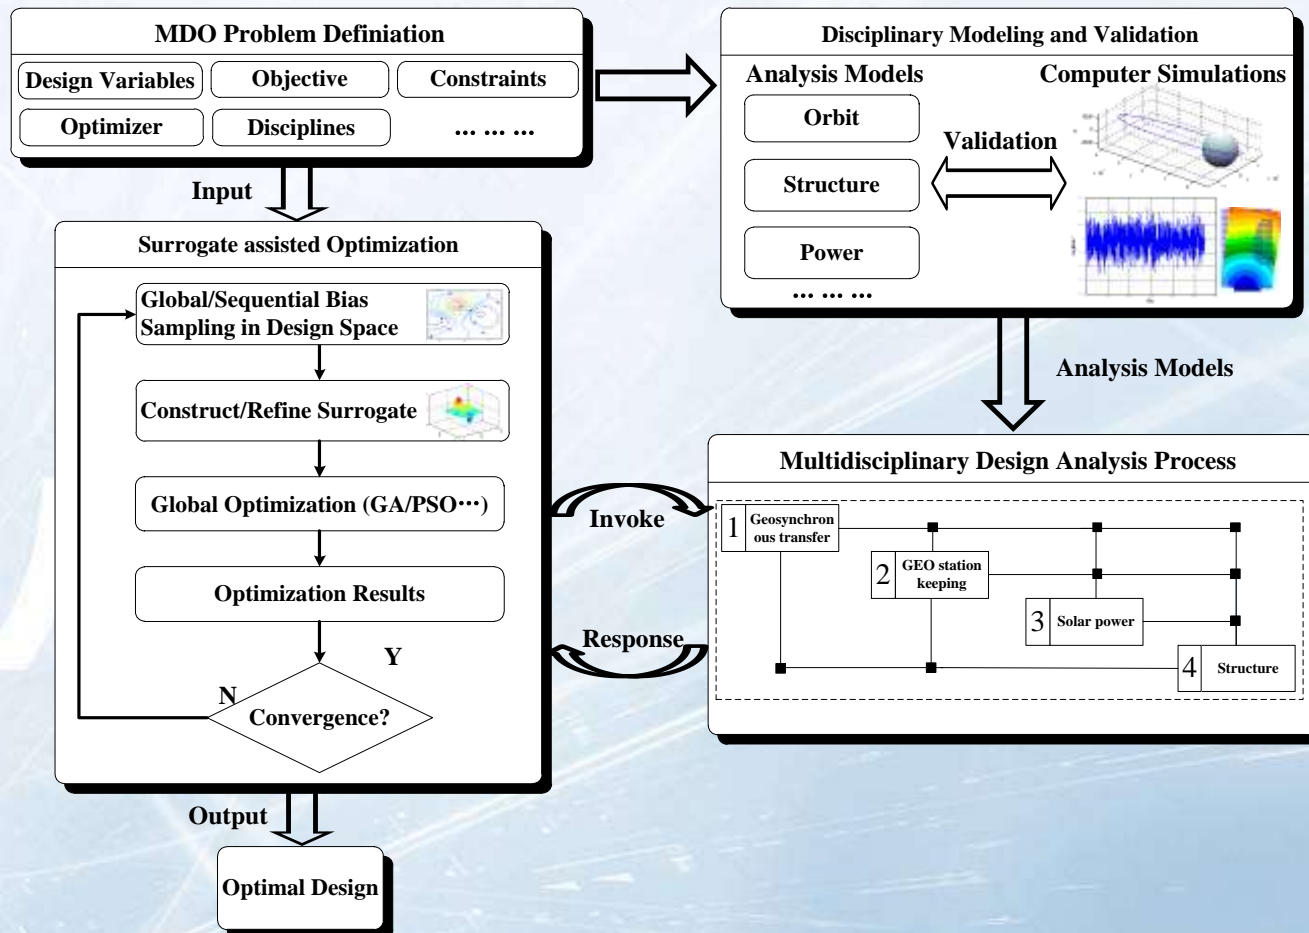 MDO Problem Definiation
Design Variables
Objective
Constraints
Optimizer
Disciplines
... ... ...
Input
Surrogate assisted Optimization
Global/Sequential Bias
Sampling in Design Space
Construct/Refine Surrogate
Global Optimization (GA/PSO···)
Optimization Results
Y
N
Convergence?
Output
Optimal Design
Disciplinary Modeling and Validation
Analysis Models
Computer Simulations
Orbit
Validation
Structure
Power
... ... ...
Analysis Models
Invoke
Response
Multidisciplinary Design Analysis Process
1
Geosynchron
ous transfer
2
GEO station
keeping
3
Solar power
4
Structure